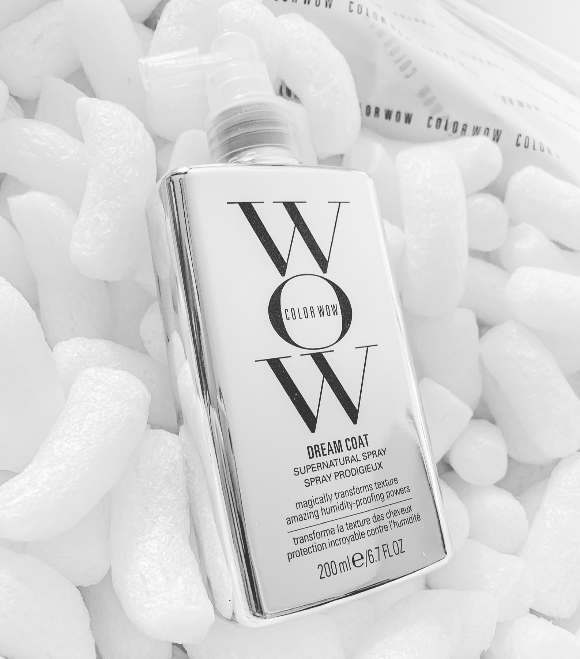 COLOR WOW
COLOR WOW COLOR WOW COLOR
W
O
COLOR WOW
W
DREAM COAT
SUPERNATURAL SPRAY
SPRAY PRODIGIEUX
magically transforms texture
amazing humidity-proofing powers
transforme la texture des cheveux
protection incroyable contre l'humidité
200 ml e/6.7 FL OZ